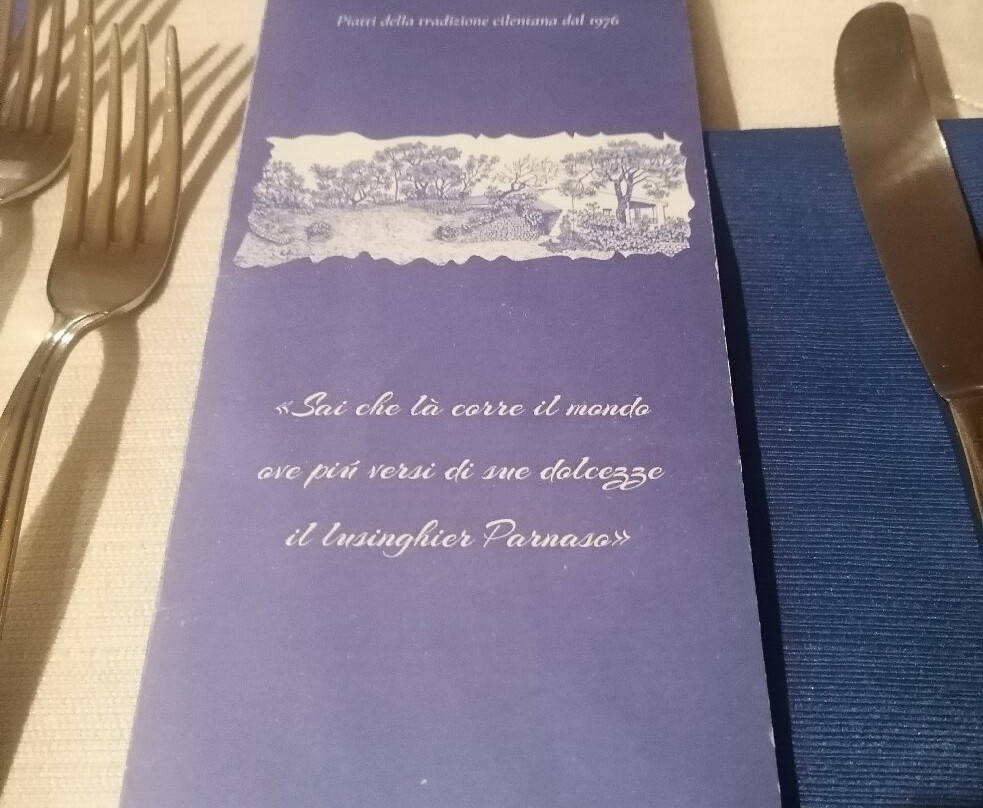 Piatti della tradizione cilentana dal 1976
«Sai che là corre il mondo
ove piú versi di sue dolcezze
il lusinghier Parnaso»